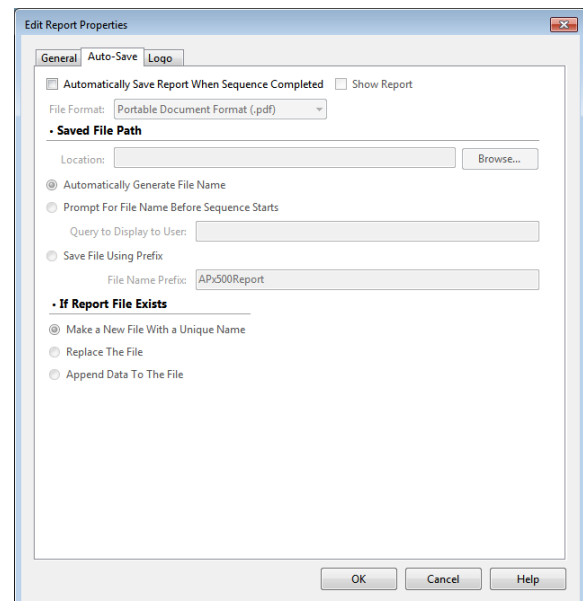 Edit Report Properties
General Auto-Save Logo
Automatically Save Report When Sequence Completed Show Report
File Format: Portable Document Format (.pdf)
• Saved File Path
Location: Browse...
Automatically Generate File Name
Prompt For File Name Before Sequence Starts
Query to Display to User:
Save File Using Prefix
File Name Prefix: APx500Report
• If Report File Exists
Make a New File With a Unique Name
Replace The File
Append Data To The File
OK Cancel Help